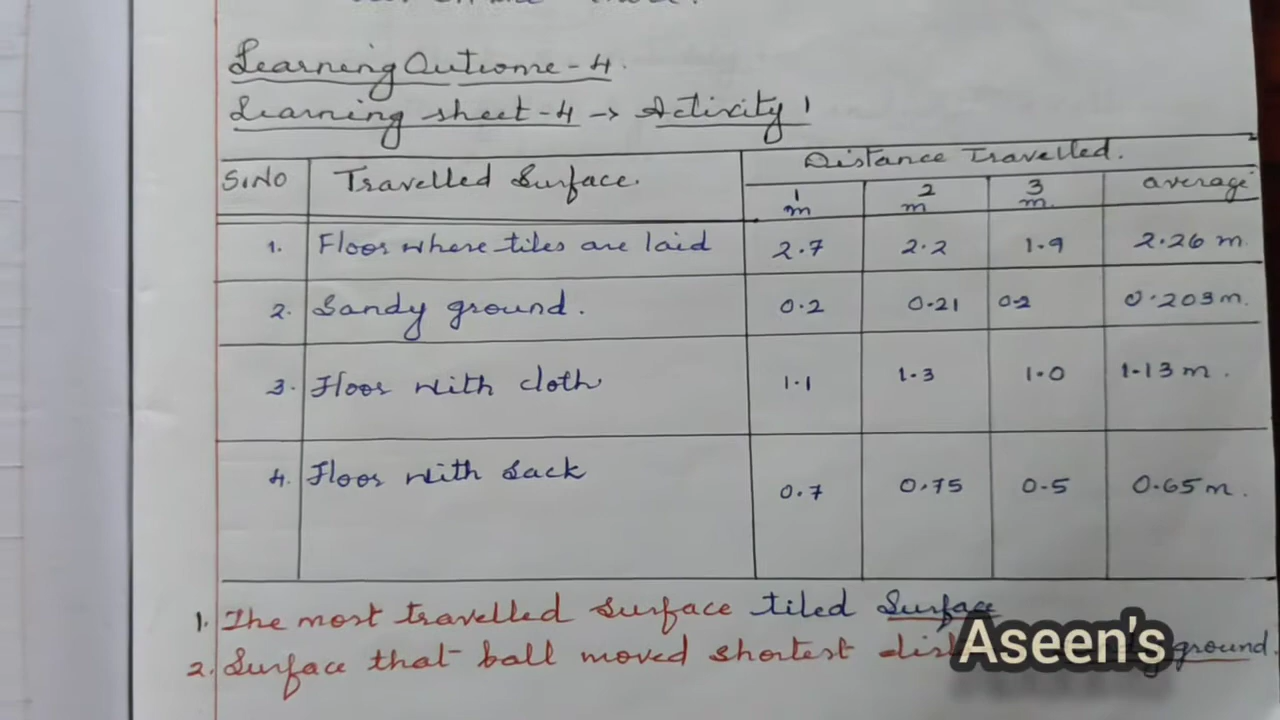 Learning Outcome - 4.
Learning sheet - 4 → Activity 1
S.NO Travelled Surface. Distance Travelled.
1 m 2 m 3 m. average
1. Floor where tiles are laid 2.7 2.2 1.9 2.26 m.
2. Sandy ground. 0.2 0.21 0.2 0.203 m.
3. Floor with cloth 1.1 1.3 1.0 1.13 m.
4. Floor with Sack 0.7 0.75 0.5 0.65 m.
1. The most travelled surface tiled Surface
2. Surface that ball moved shortest ground.
Aseen's